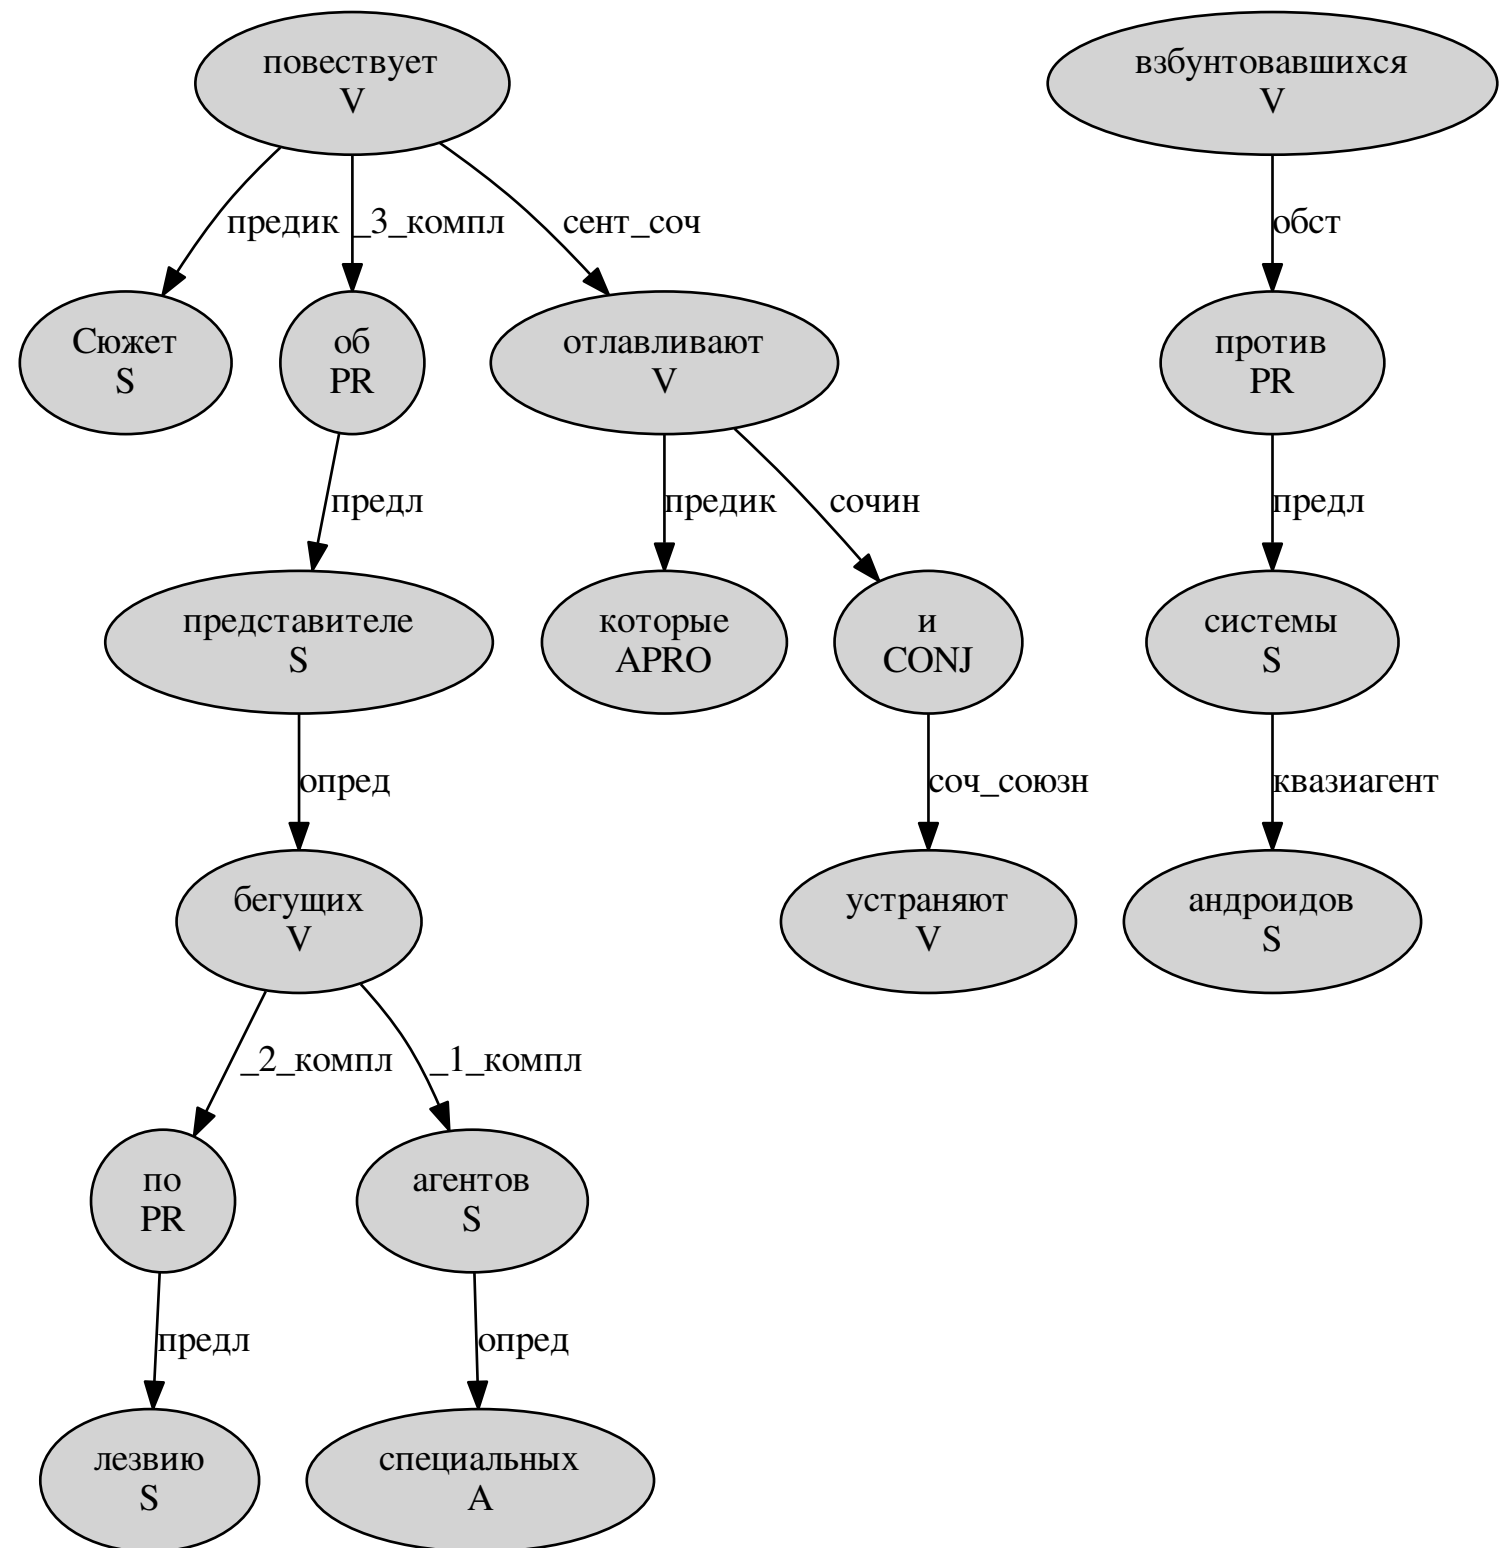 повествует
V
взбунтовавшихся
V
предик
_3_компл
сент_соч
обст
Сюжет
S
об
PR
отлавливают
V
против
PR
предл
предик
сочин
предл
представителе
S
которые
APRO
и
CONJ
системы
S
опред
соч_союзн
квазиагент
бегущих
V
устраняют
V
андроидов
S
_2_компл
_1_компл
по
PR
агентов
S
предл
опред
лезвию
S
специальных
A